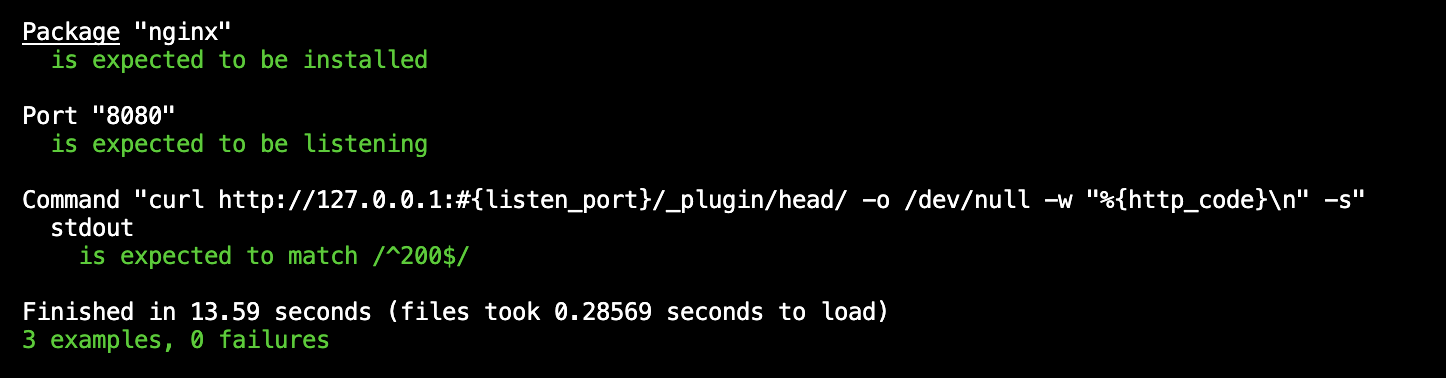 Package "nginx"
is expected to be installed
Port "8080"
is expected to be listening
Command "curl http://127.0.0.1:#{listen_port}/_plugin/head/ -o /dev/null -w "%{http_code}\n" -s"
stdout
is expected to match /^200$/
Finished in 13.59 seconds (files took 0.28569 seconds to load)
3 examples, 0 failures